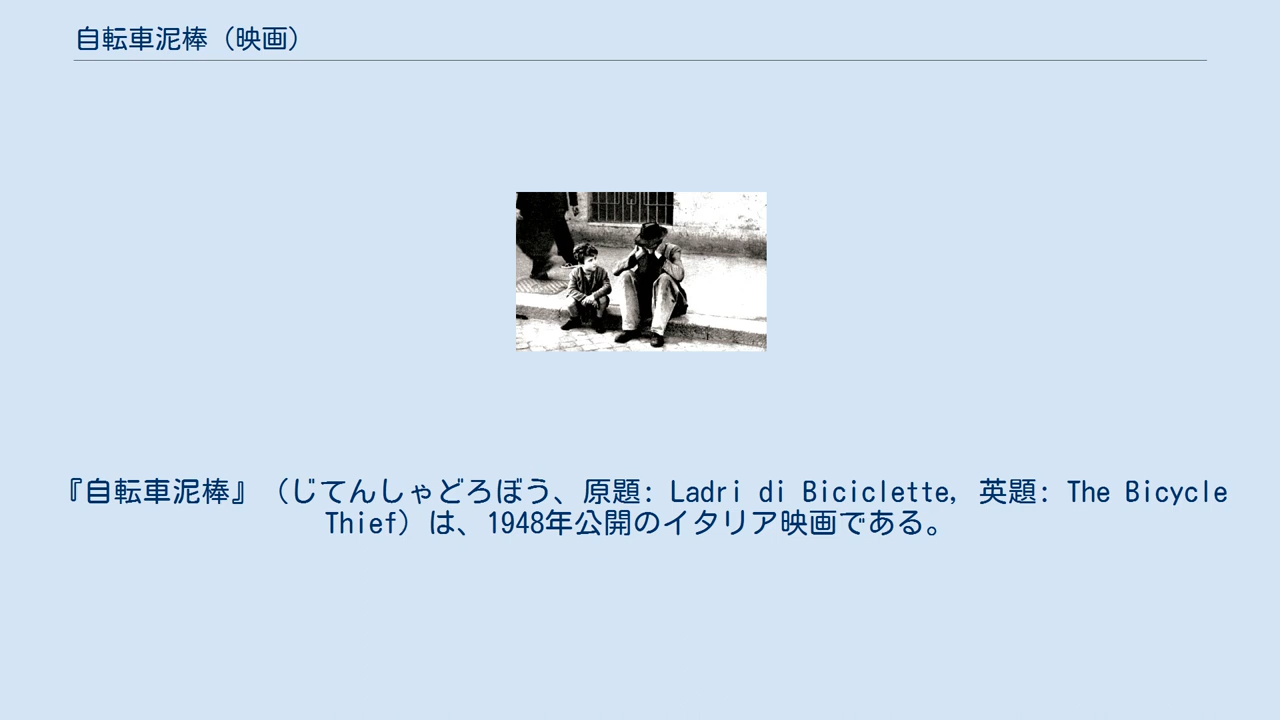 自転車泥棒（映画）
『自転車泥棒』（じてんしゃどろぼう、原題: Ladri di Biciclette, 英題: The Bicycle
Thief）は、1948年公開のイタリア映画である。